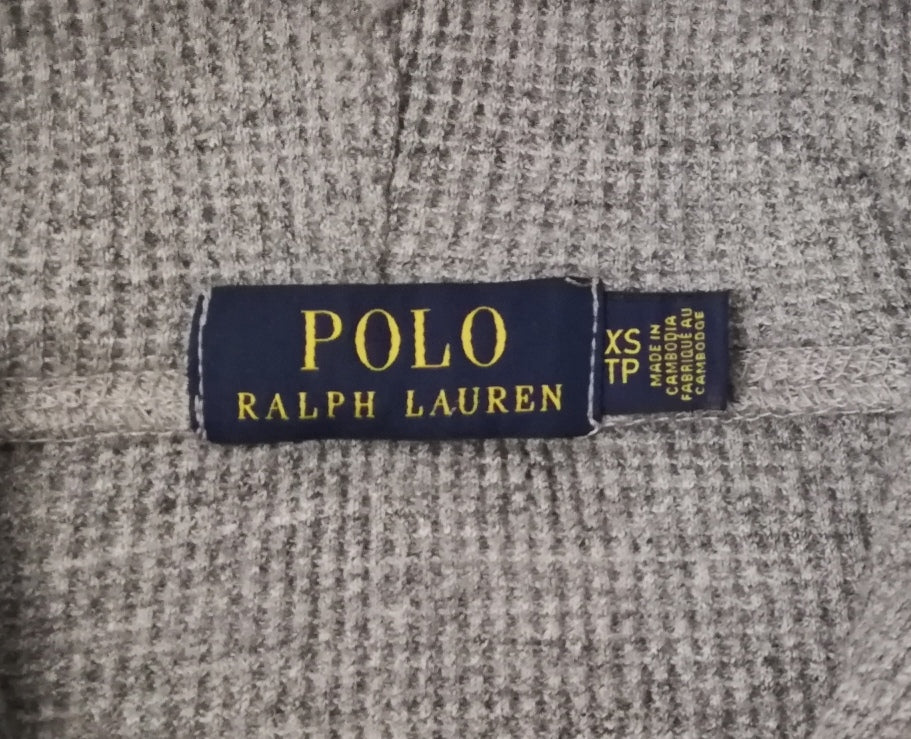 POLO
RALPH LAUREN
XS
TP
MADE IN
CAMBODIA
FABRIQUÉ AU
CAMBODGE